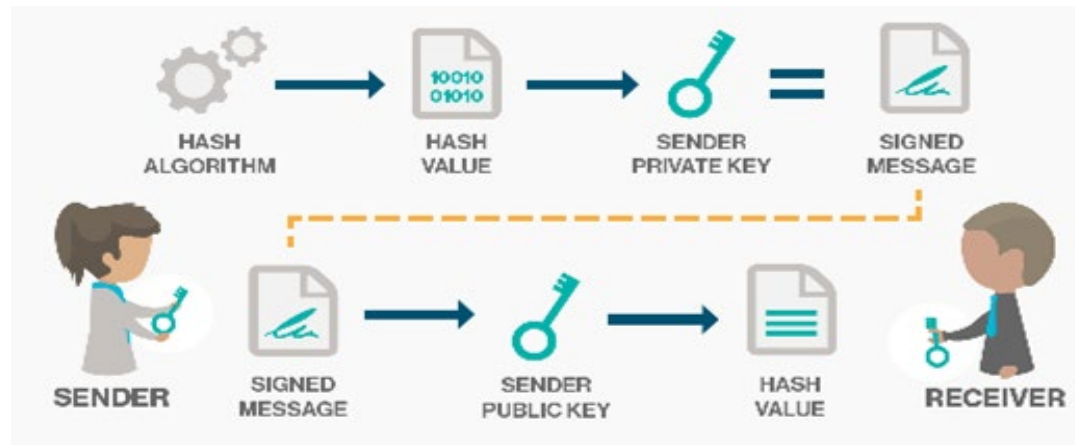 10010
01010
HASH
ALGORITHM
HASH
VALUE
SENDER
PRIVATE KEY
SIGNED
MESSAGE
SENDER
SIGNED
MESSAGE
SENDER
PUBLIC KEY
HASH
VALUE
RECEIVER